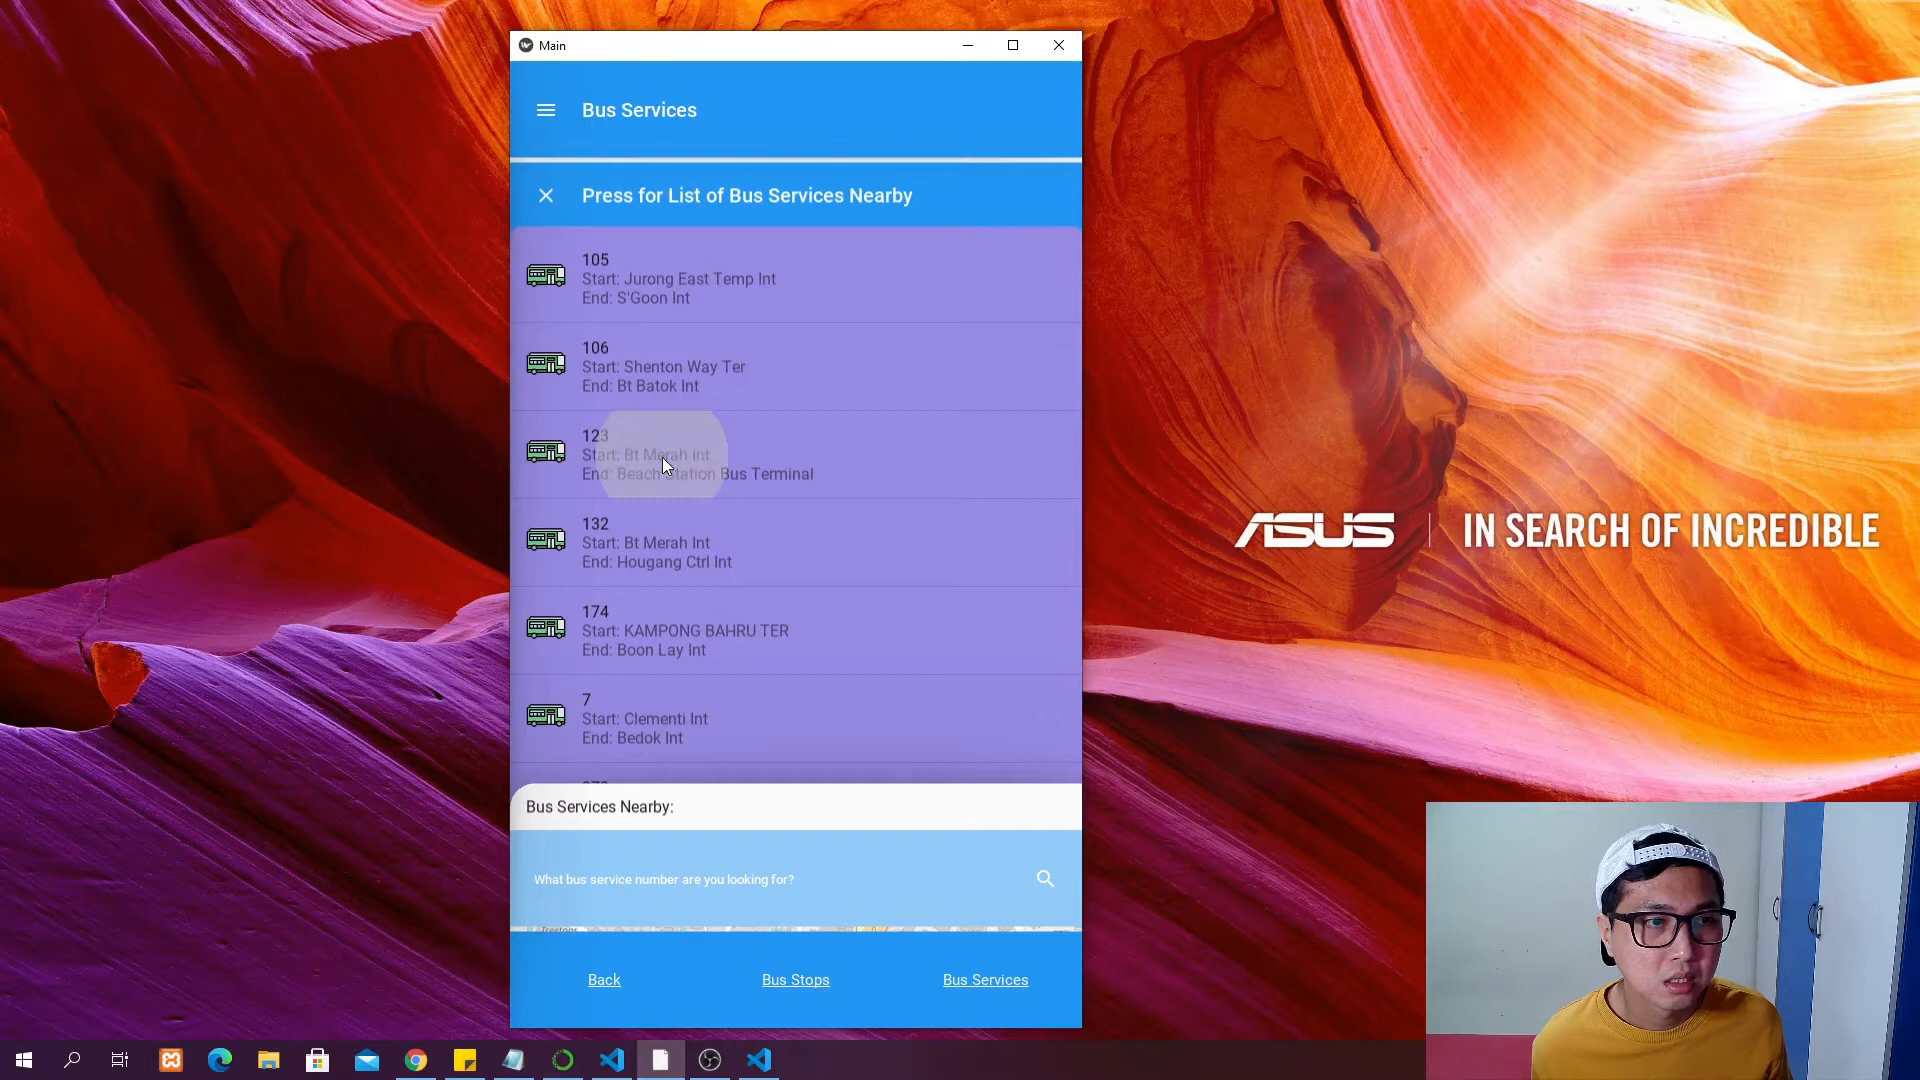 Main
Bus Services
Press for List of Bus Services Nearby
105
Start: Jurong East Temp Int
End: S'Goon Int
106
Start: Shenton Way Ter
End: Bt Batok Int
123
Start: Bt Merah int
End: Beach Station Bus Terminal
132
Start: Bt Merah Int
End: Hougang Ctrl Int
174
Start: KAMPONG BAHRU TER
End: Boon Lay Int
7
Start: Clementi Int
End: Bedok Int
Bus Services Nearby:
What bus service number are you looking for?
Back
Bus Stops
Bus Services
ASUS
IN SEARCH OF INCREDIBLE